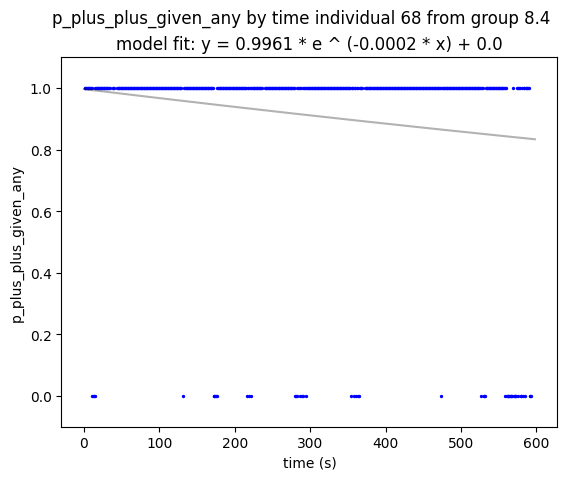 p_plus_plus_given_any by time individual 68 from group 8.4
model fit: y = 0.9961 * e ^ (-0.0002 * x) + 0.0
1.0
0.8
0.6
0.4
0.2
0.0
p_plus_plus_given_any
0 100 200 300 400 500 600
time (s)